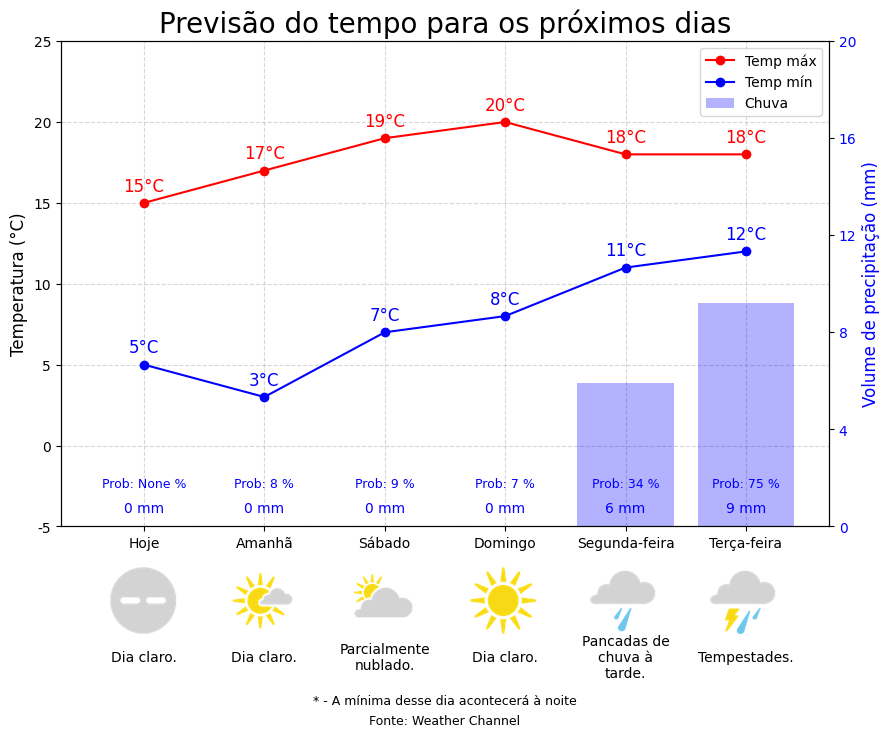 Previsão do tempo para os próximos dias
25
20
15
10
5
0
-5
Temperatura (°C)
20
16
12
8
4
0
Volume de precipitação (mm)
Temp máx
Temp mín
Chuva
15°C
17°C
19°C
20°C
18°C
18°C
5°C
3°C
7°C
8°C
11°C
12°C
Prob: None %
Prob: 8 %
Prob: 9 %
Prob: 7 %
Prob: 34 %
Prob: 75 %
0 mm
0 mm
0 mm
0 mm
6 mm
9 mm
Hoje
Amanhã
Sábado
Domingo
Segunda-feira
Terça-feira
Dia claro.
Dia claro.
Parcialmente
nublado.
Dia claro.
Pancadas de
chuva à
tarde.
Tempestades.
* - A mínima desse dia acontecerá à noite
Fonte: Weather Channel